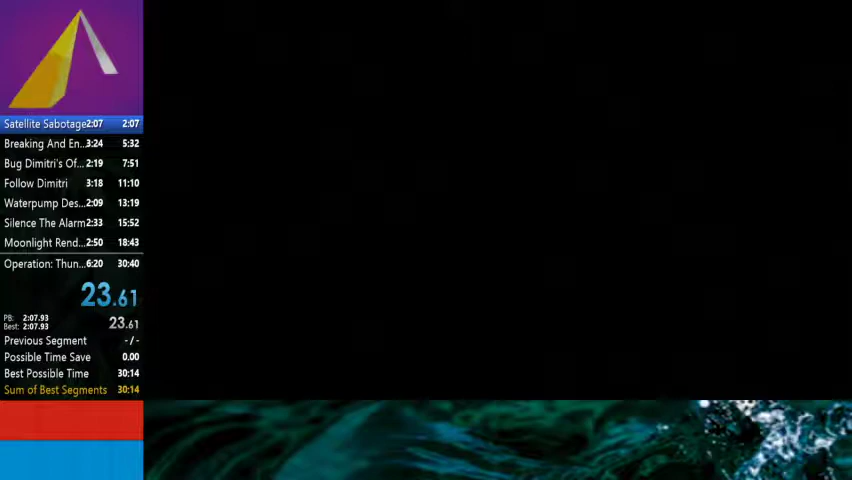 Satellite Sabotage 2:07 2:07
Breaking And En... 3:24 5:32
Bug Dimitri's Of... 2:19 7:51
Follow Dimitri 3:18 11:10
Waterpump Des... 2:09 13:19
Silence The Alarm 2:33 15:52
Moonlight Rend... 2:50 18:43
Operation: Thun... 6:20 30:40
23.61
PB: 2:07.93
Best: 2:07.93
23.61
Previous Segment - / -
Possible Time Save 0.00
Best Possible Time 30:14
Sum of Best Segments 30:14